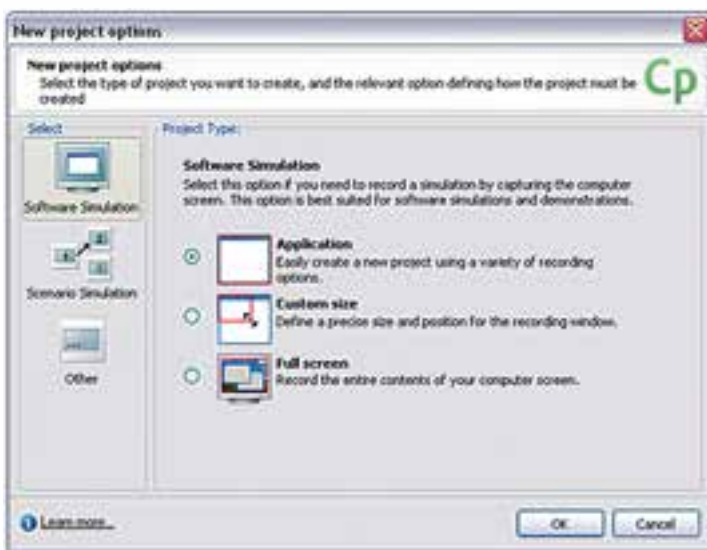 New project options
New project options
Select the type of project you want to create, and the relevant option defining how the project must be
created
Cp
Select
Project Type:
Software Simulation
Software Simulation
Select this option if you need to record a simulation by capturing the computer
screen. This option is best suited for software simulations and demonstrations.
Scenario Simulation
Other
Application
Easily create a new project using a variety of recording
options.
Custom size
Define a precise size and position for the recording window.
Full screen
Record the entire contents of your computer screen.
Learn more...
OK
Cancel